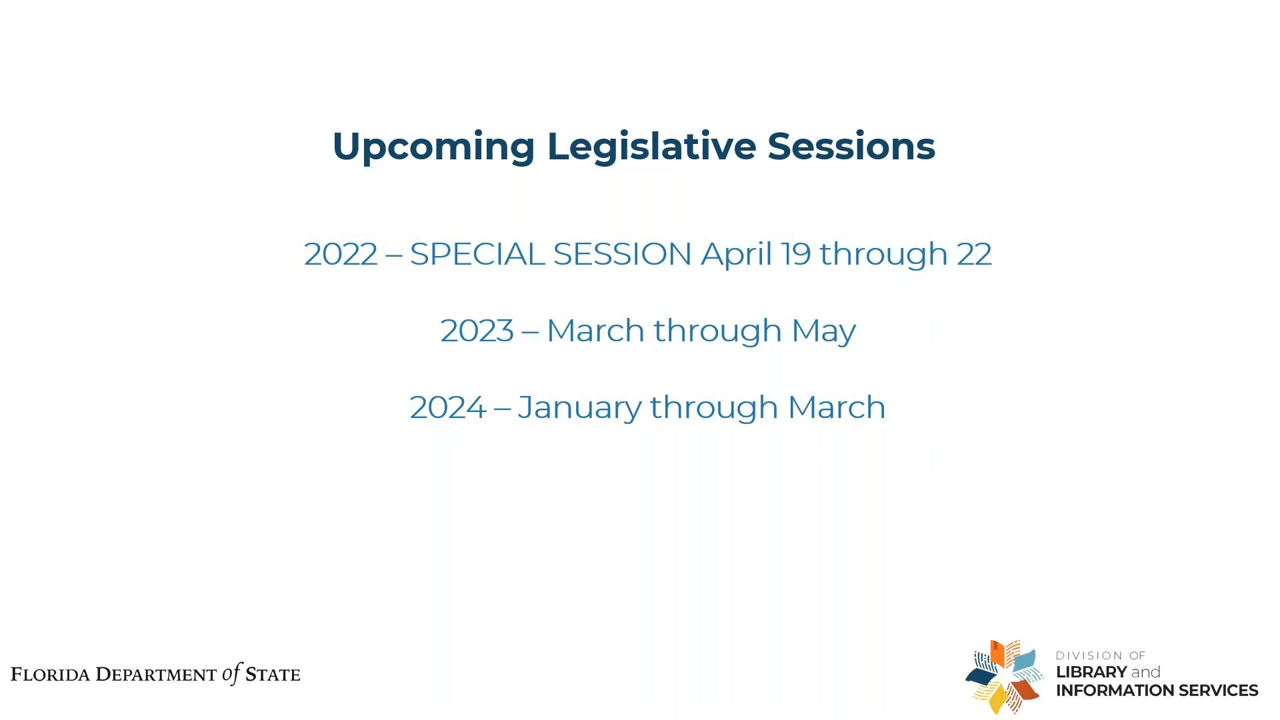 Upcoming Legislative Sessions
2022 – SPECIAL SESSION April 19 through 22
2023 – March through May
2024 – January through March
FLORIDA DEPARTMENT of STATE
DIVISION OF
LIBRARY and
INFORMATION SERVICES